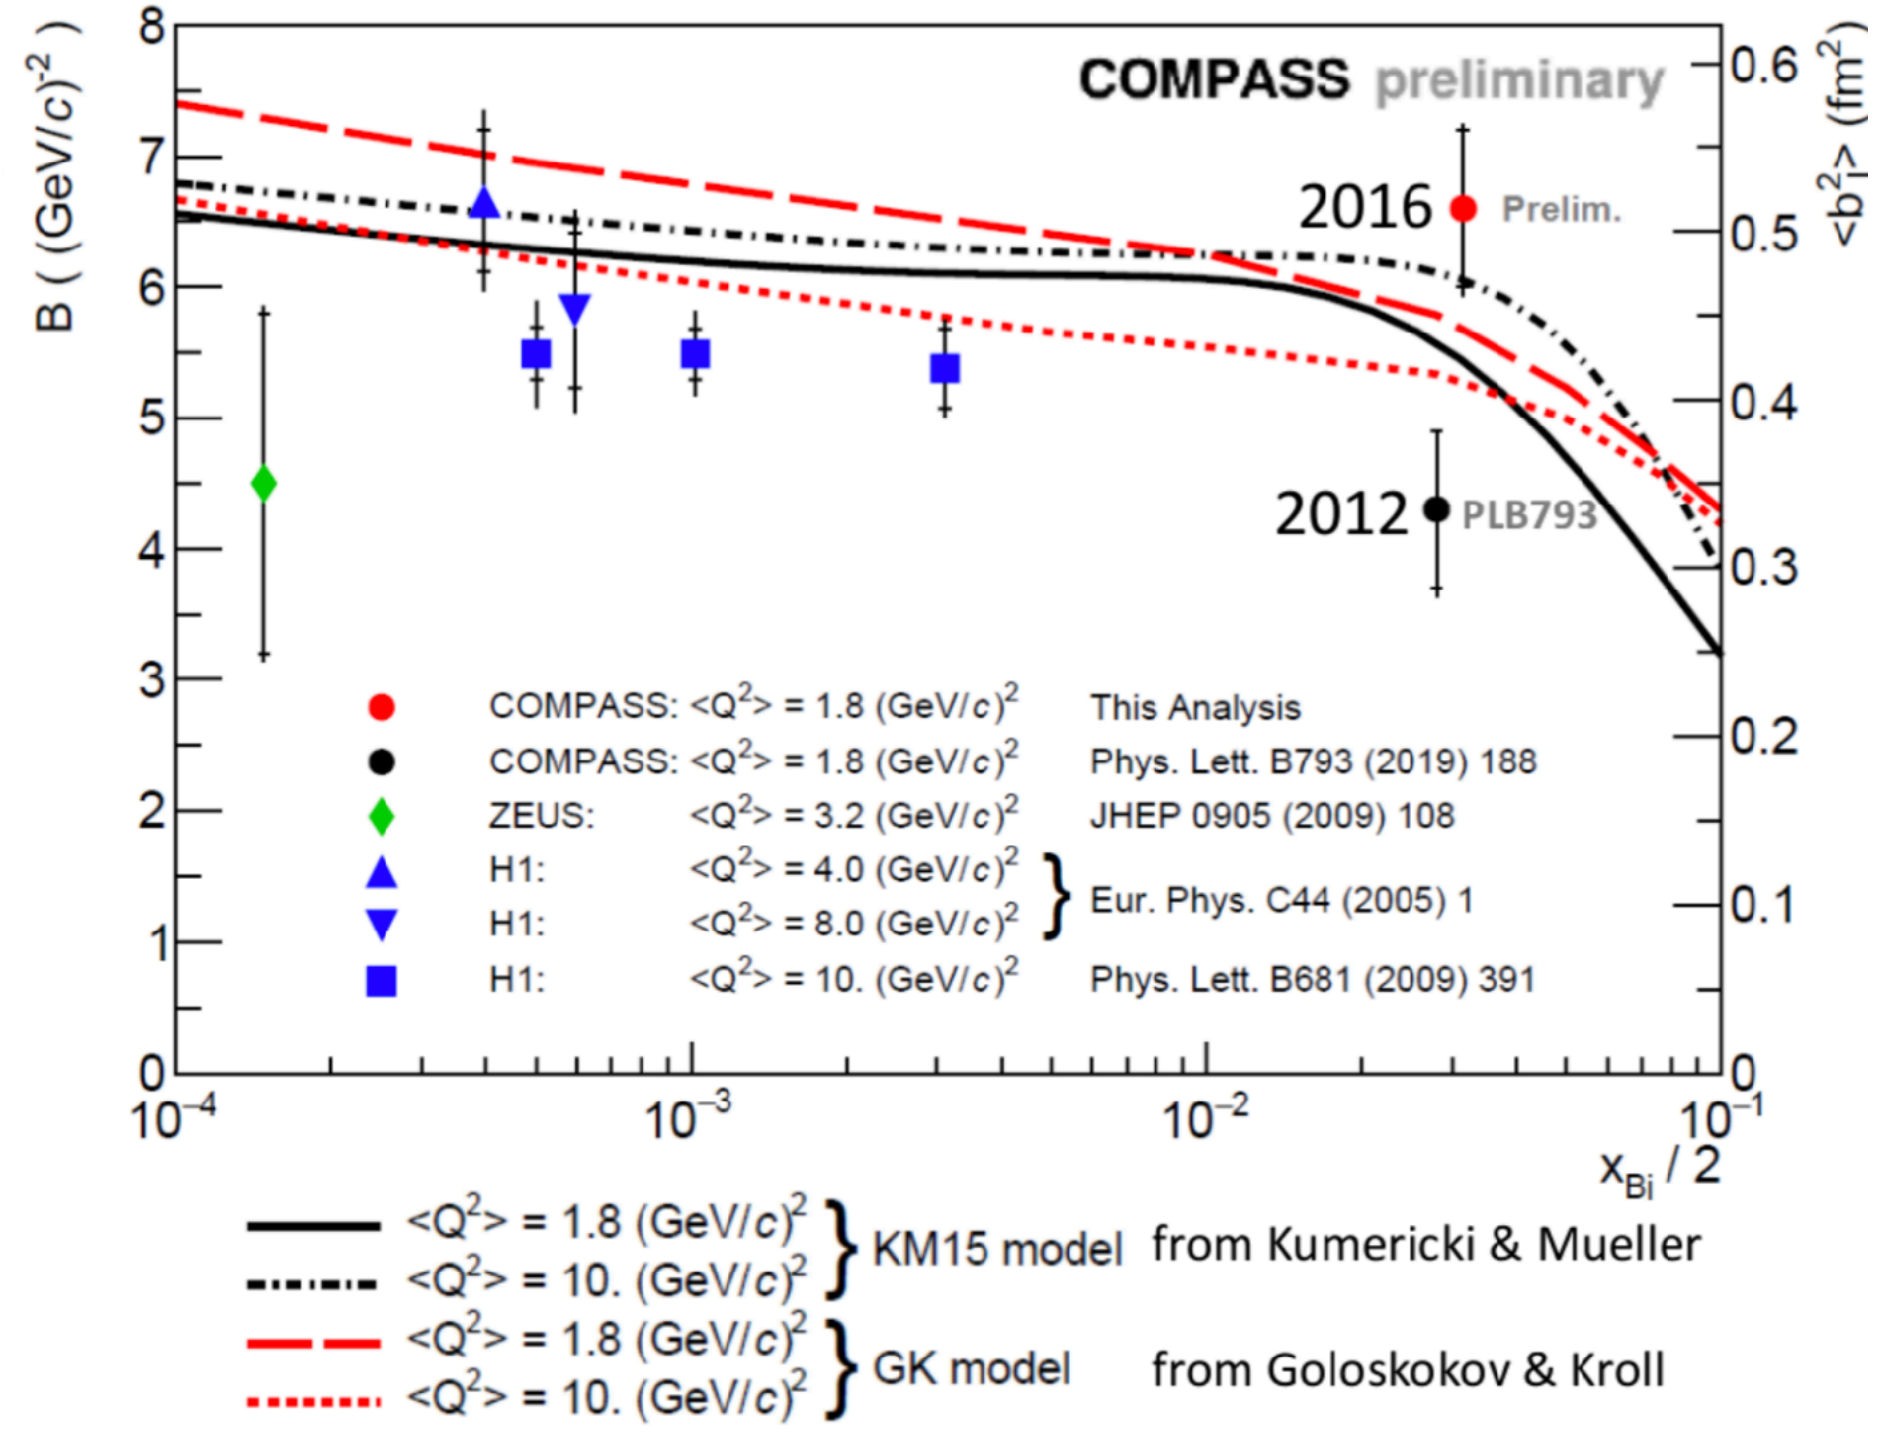 B ( (GeV/c)-2 )
8
7
6
5
4
3
2
1
0
COMPASS preliminary
0.6
0.5
0.4
0.3
0.2
0.1
0
<b²⊥> (fm²)
2016 Prelim.
2012 PLB793
COMPASS: <Q²> = 1.8 (GeV/c)² This Analysis
COMPASS: <Q²> = 1.8 (GeV/c)² Phys. Lett. B793 (2019) 188
ZEUS: <Q²> = 3.2 (GeV/c)² JHEP 0905 (2009) 108
H1: <Q²> = 4.0 (GeV/c)²
H1: <Q²> = 8.0 (GeV/c)²
} Eur. Phys. C44 (2005) 1
H1: <Q²> = 10. (GeV/c)² Phys. Lett. B681 (2009) 391
10⁻⁴ 10⁻³ 10⁻² 10⁻¹
xBj / 2
<Q²> = 1.8 (GeV/c)²
<Q²> = 10. (GeV/c)²
} KM15 model from Kumericki & Mueller
<Q²> = 1.8 (GeV/c)²
<Q²> = 10. (GeV/c)²
} GK model from Goloskokov & Kroll